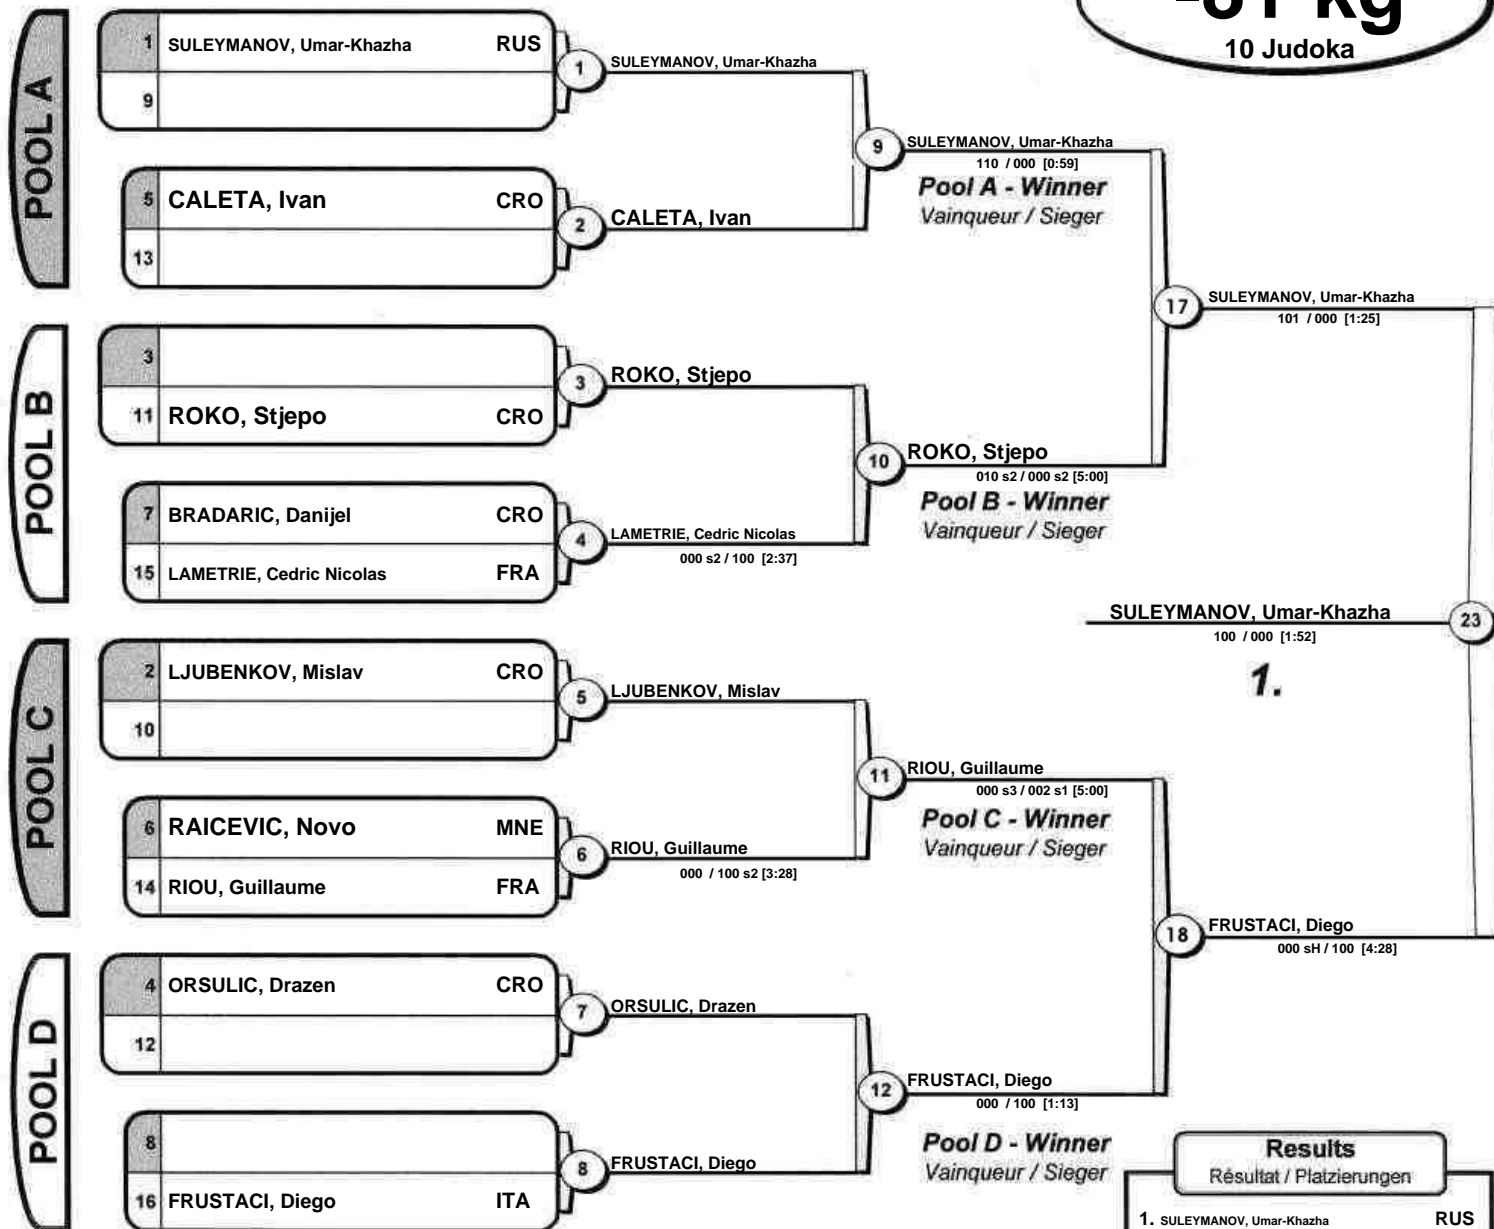 -81 kg
10 Judoka
POOL A
1 SULEYMANOV, Umar-Khazha RUS
9
1
SULEYMANOV, Umar-Khazha
5 CALETA, Ivan CRO
13
2
CALETA, Ivan
9
SULEYMANOV, Umar-Khazha
110 / 000 [0:59]
Pool A - Winner
Vainqueur / Sieger
POOL B
3
11 ROKO, Stjepo CRO
3
ROKO, Stjepo
7 BRADARIC, Danijel CRO
15 LAMETRIE, Cedric Nicolas FRA
4
LAMETRIE, Cedric Nicolas
000 s2 / 100 [2:37]
10
ROKO, Stjepo
010 s2 / 000 s2 [5:00]
Pool B - Winner
Vainqueur / Sieger
17
SULEYMANOV, Umar-Khazha
101 / 000 [1:25]
SULEYMANOV, Umar-Khazha
23
100 / 000 [1:52]
1.
POOL C
2 LJUBENKOV, Mislav CRO
10
5
LJUBENKOV, Mislav
6 RAICEVIC, Novo MNE
14 RIOU, Guillaume FRA
6
RIOU, Guillaume
000 / 100 s2 [3:28]
11
RIOU, Guillaume
000 s3 / 002 s1 [5:00]
Pool C - Winner
Vainqueur / Sieger
18
FRUSTACI, Diego
000 sH / 100 [4:28]
POOL D
4 ORSULIC, Drazen CRO
12
7
ORSULIC, Drazen
8
16 FRUSTACI, Diego ITA
8
FRUSTACI, Diego
12
FRUSTACI, Diego
000 / 100 [1:13]
Pool D - Winner
Vainqueur / Sieger
Results
Résultat / Platzierungen
1. SULEYMANOV, Umar-Khazha RUS